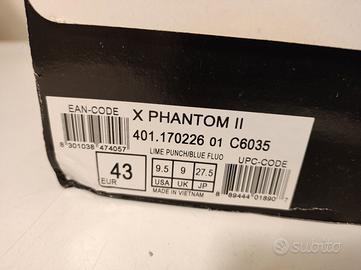 EAN-CODE
X PHANTOM II
401.170226 01 C6035
8 301038 474057
LIME PUNCH/BLUE FLUO
UPC-CODE
43
EUR
9.5 9 27.5
USA UK JP
MADE IN VIETNAM
8 89444 01890 7
subito